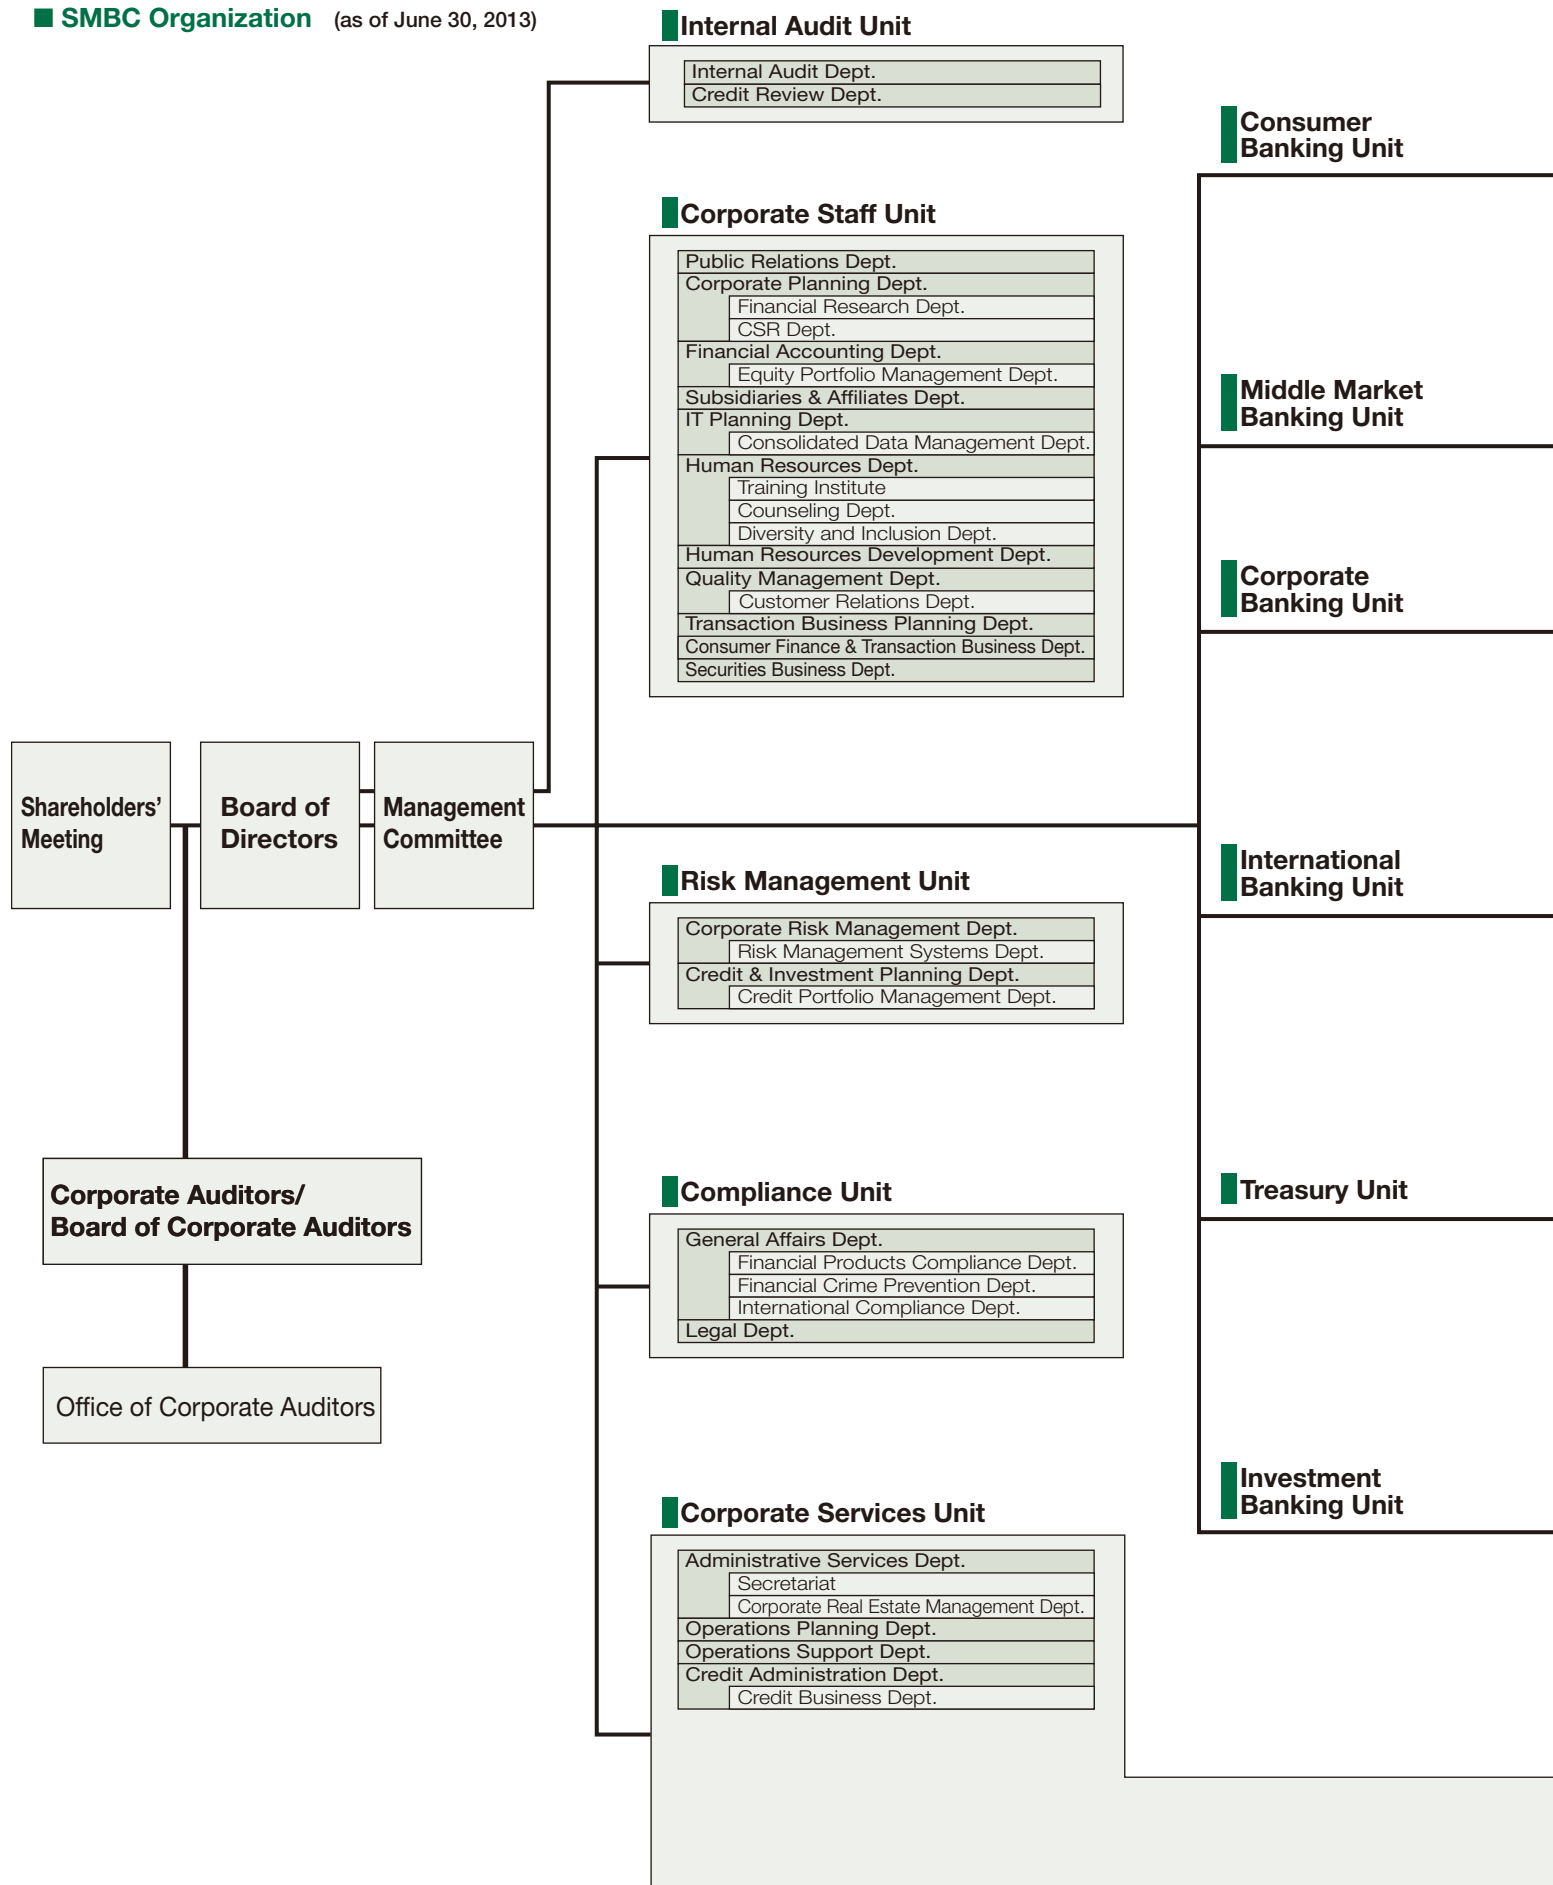 SMBC Organization (as of June 30, 2013)
Internal Audit Unit
Internal Audit Dept.
Credit Review Dept.
Corporate Staff Unit
Public Relations Dept.
Corporate Planning Dept.
Financial Research Dept.
CSR Dept.
Financial Accounting Dept.
Equity Portfolio Management Dept.
Subsidiaries & Affiliates Dept.
IT Planning Dept.
Consolidated Data Management Dept.
Human Resources Dept.
Training Institute
Counseling Dept.
Diversity and Inclusion Dept.
Human Resources Development Dept.
Quality Management Dept.
Customer Relations Dept.
Transaction Business Planning Dept.
Consumer Finance & Transaction Business Dept.
Securities Business Dept.
Shareholders'
Meeting
Board of
Directors
Management
Committee
Risk Management Unit
Corporate Risk Management Dept.
Risk Management Systems Dept.
Credit & Investment Planning Dept.
Credit Portfolio Management Dept.
Corporate Auditors/
Board of Corporate Auditors
Office of Corporate Auditors
Compliance Unit
General Affairs Dept.
Financial Products Compliance Dept.
Financial Crime Prevention Dept.
International Compliance Dept.
Legal Dept.
Corporate Services Unit
Administrative Services Dept.
Secretariat
Corporate Real Estate Management Dept.
Operations Planning Dept.
Operations Support Dept.
Credit Administration Dept.
Credit Business Dept.
Consumer
Banking Unit
Middle Market
Banking Unit
Corporate
Banking Unit
International
Banking Unit
Treasury Unit
Investment
Banking Unit